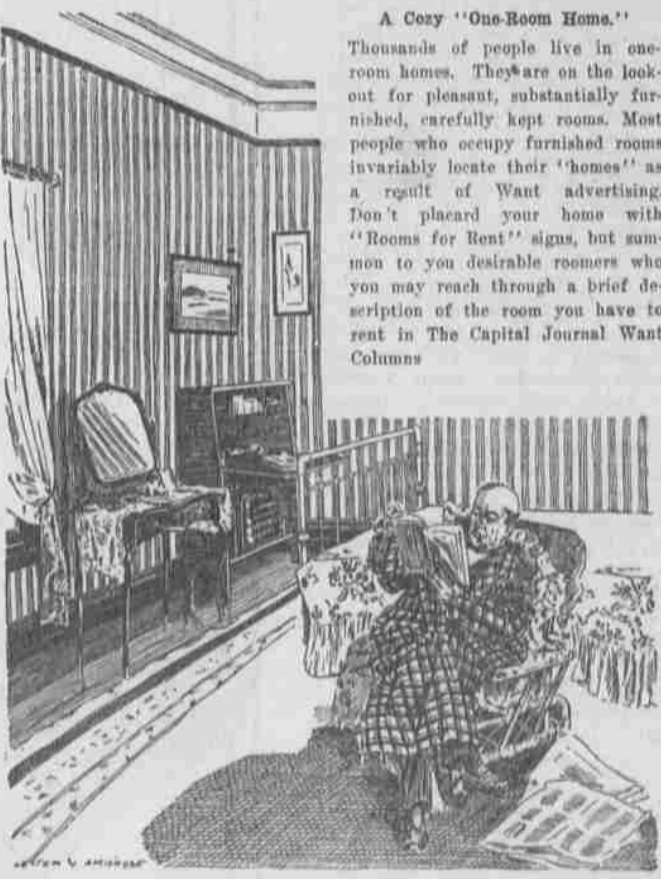 A Cozy ''One-Room Home.''
Thousands of people live in one-
room homes. They are on the look-
out for pleasant, substantially fur-
nished, carefully kept rooms. Most
people who occupy furnished rooms
invariably locate their ''homes'' as
a result of Want advertising.
Don't placard your home with
''Rooms for Rent'' signs, but sum-
mon to you desirable roomers who
you may reach through a brief de-
scription of the room you have to
rent in The Capital Journal Want
Columns